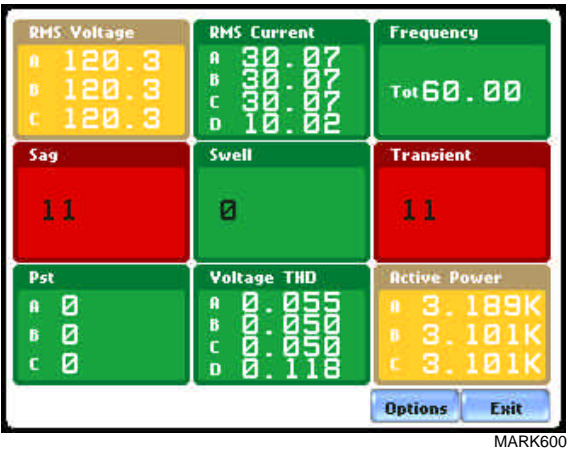 RMS Voltage
A 120.3
B 120.3
C 120.3
RMS Current
A 30.07
B 30.07
C 30.07
D 10.02
Frequency
Tot 60.00
Sag
11
Swell
0
Transient
11
Pst
A 0
B 0
C 0
Voltage THD
A 0.055
B 0.050
C 0.050
D 0.118
Active Power
A 3.189K
B 3.101K
C 3.101K
Options
Exit
MARK600